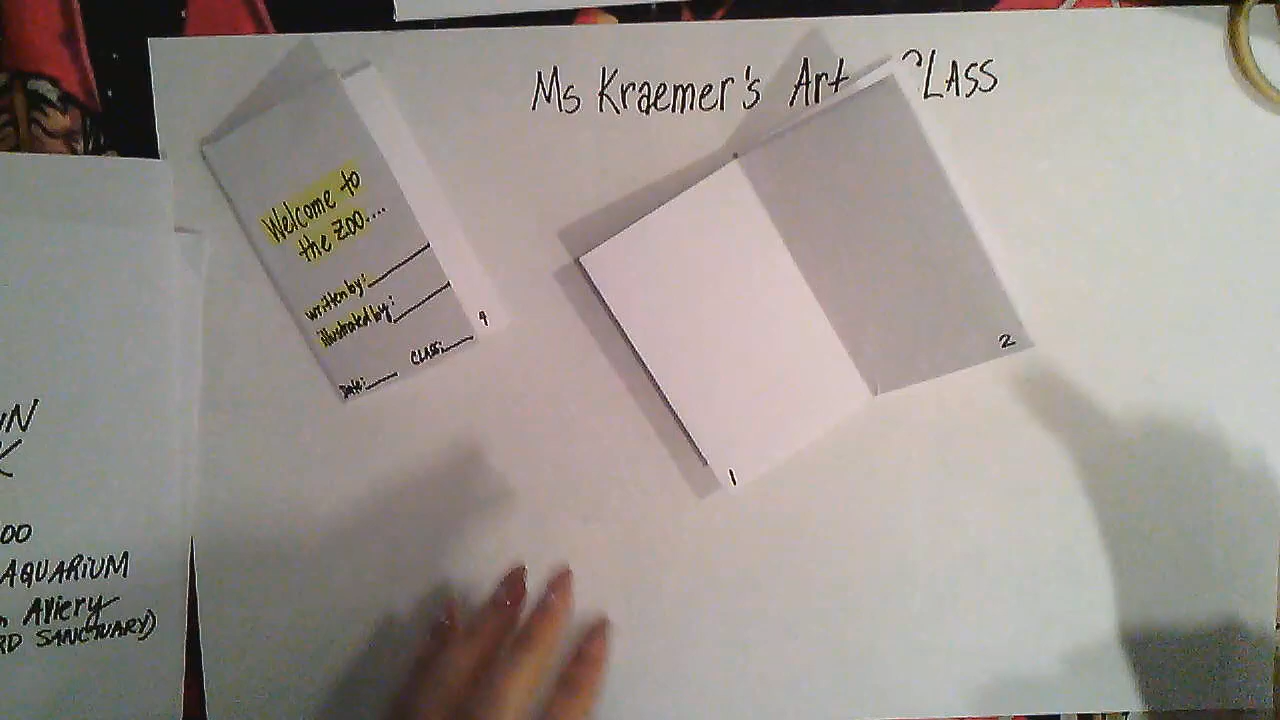 Ms Kraemer's Art CLASS
Welcome to
the Zoo....
written by:
illustrated by:
Date: CLASS:
4
1
2
OO
AQUARiUM
Aviery
RD SANCTUARY)